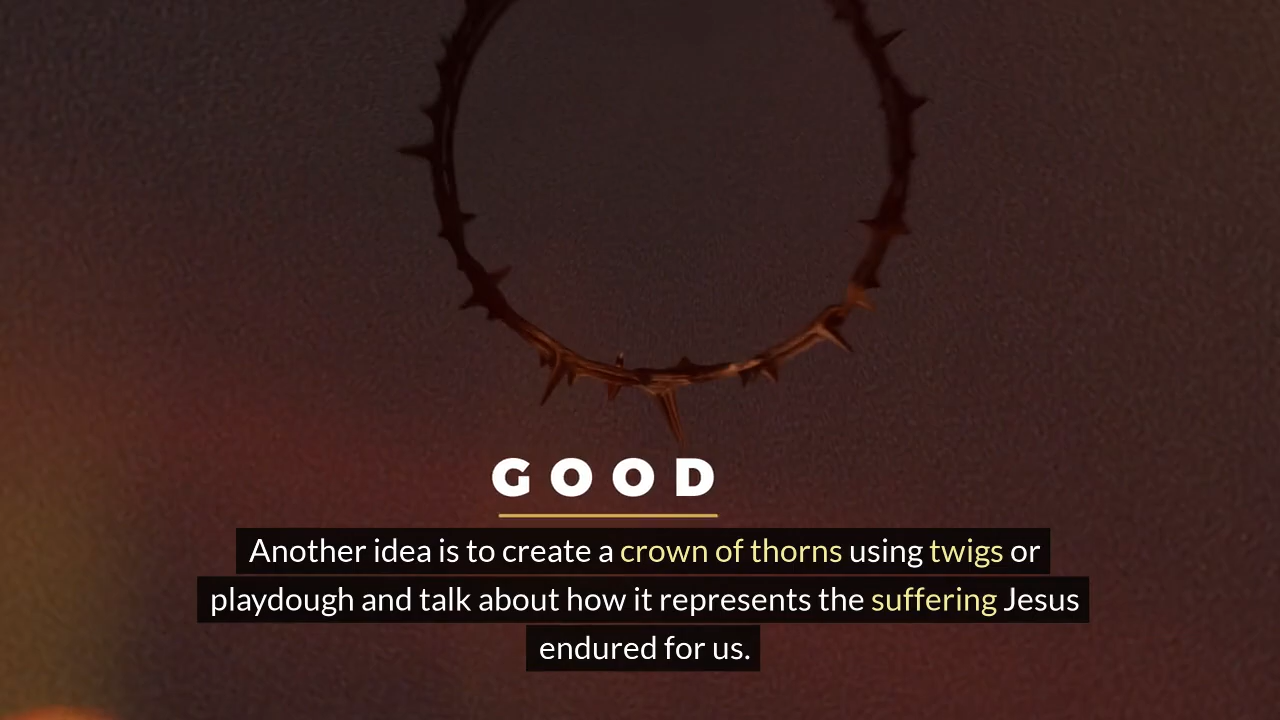 GOOD
Another idea is to create a crown of thorns using twigs or
playdough and talk about how it represents the suffering Jesus
endured for us.